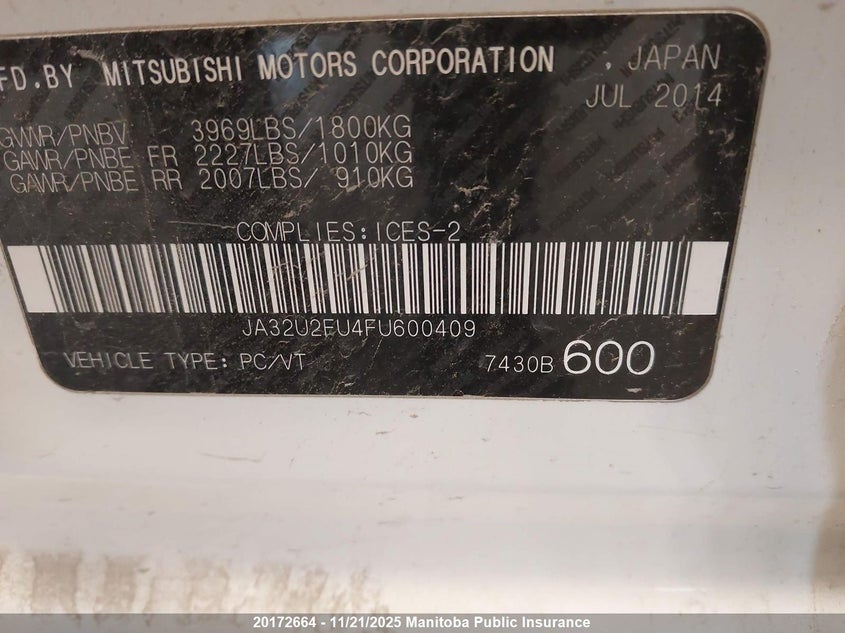 FD.BY MITSUBISHI MOTORS CORPORATION , JAPAN
JUL 2014
GVWR/PNBV 3969LBS/1800KG
GAWR/PNBE FR 2227LBS/1010KG
GAWR/PNBE RR 2007LBS/ 910KG
COMPLIES:ICES-2
JA32U2FU4FU600409
VEHICLE TYPE: PC/VT 7430B 600
20172664 - 11/21/2025 Manitoba Public Insurance